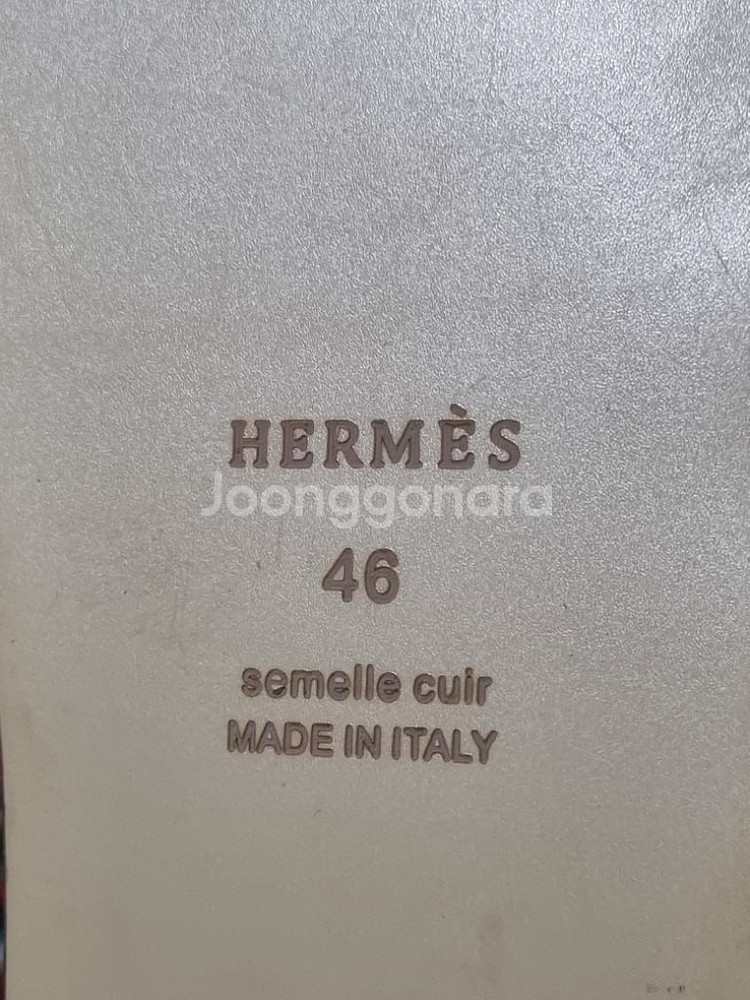 HERMÈS
Joonggonara
46
semelle cuir
MADE IN ITALY